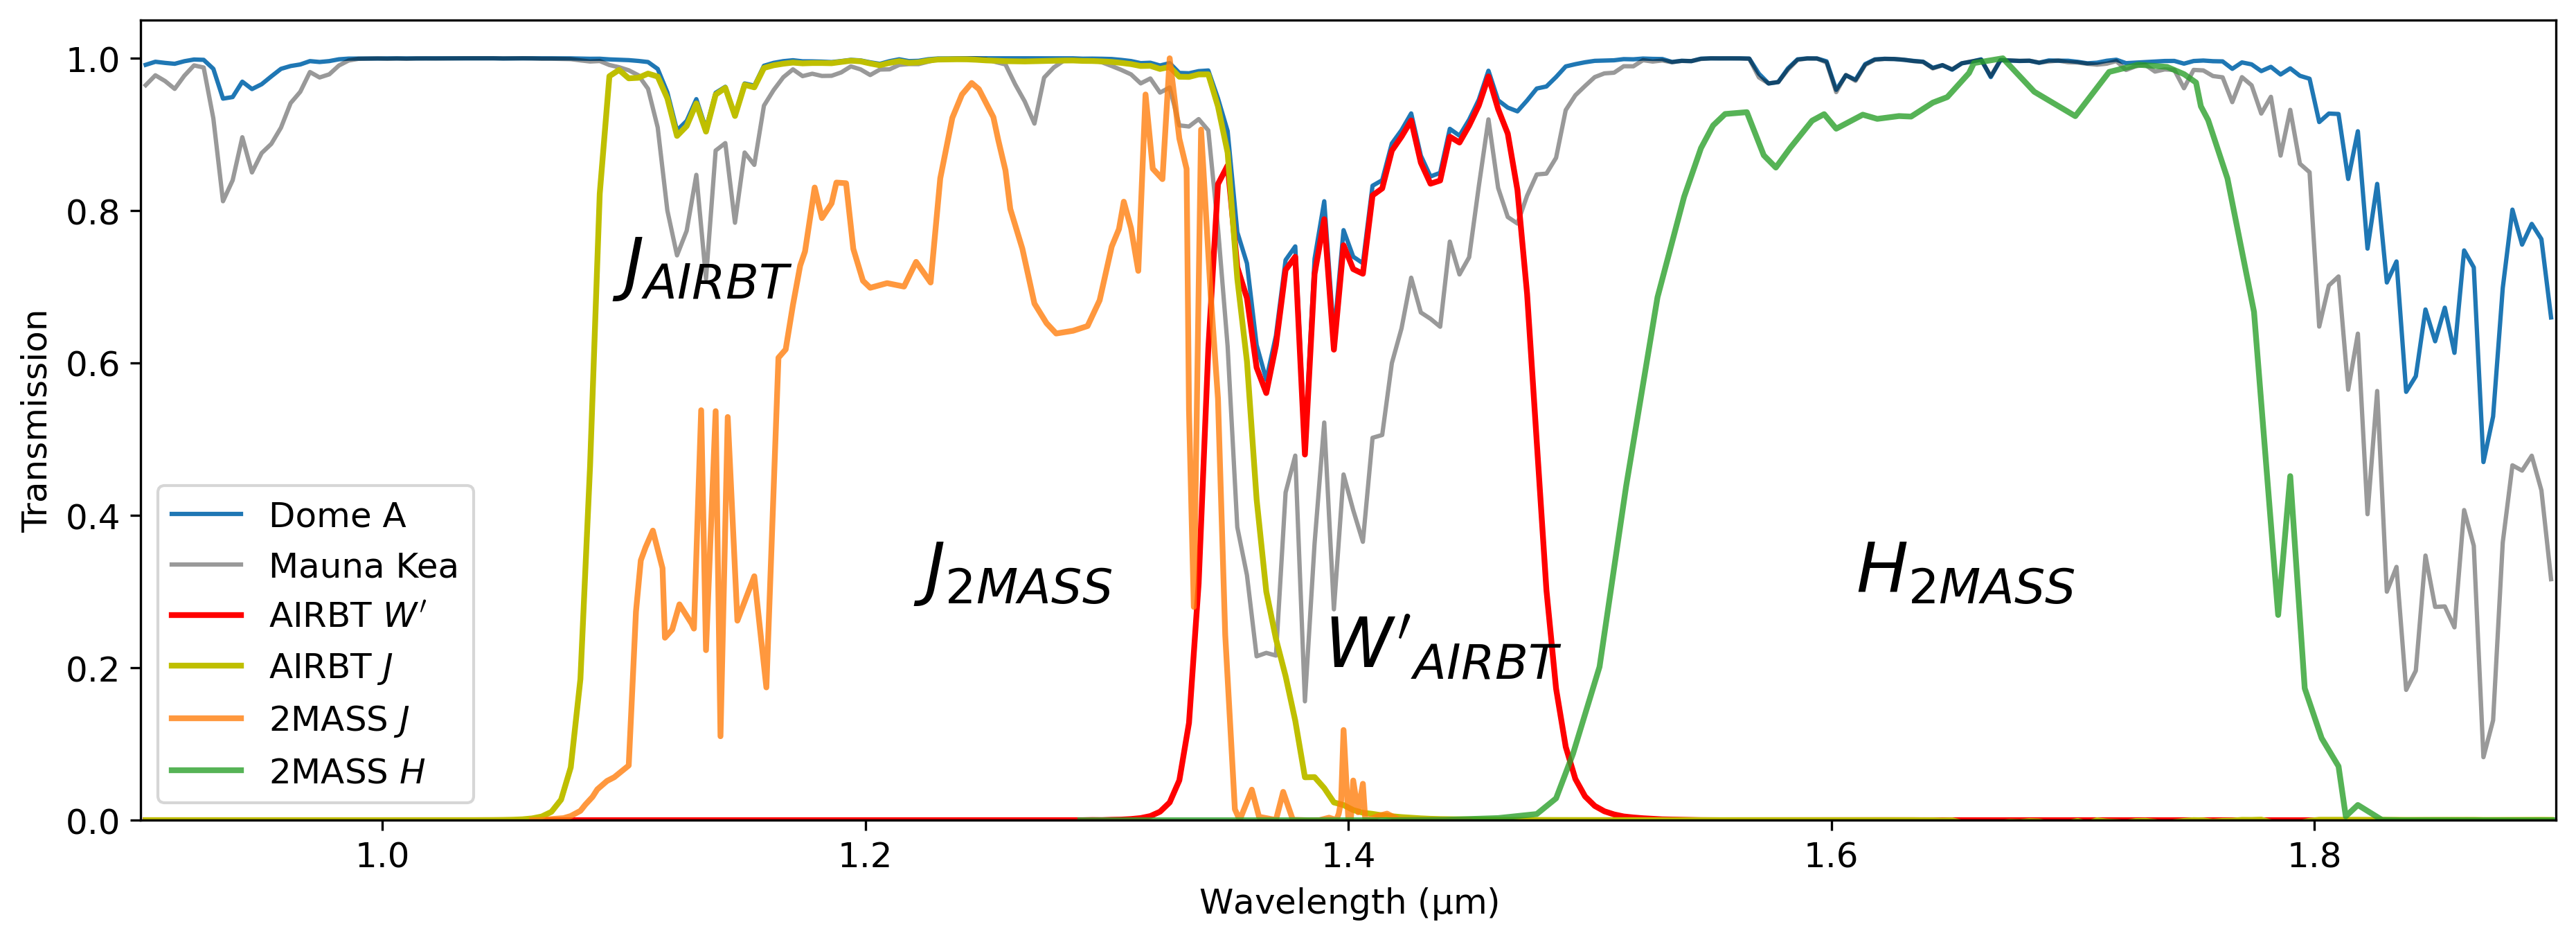 Transmission
1.0
0.8
0.6
0.4
0.2
0.0
J_AIRBT
J_2MASS
W'_AIRBT
H_2MASS
Dome A
Mauna Kea
AIRBT W′
AIRBT J
2MASS J
2MASS H
1.0 1.2 1.4 1.6 1.8
Wavelength (μm)